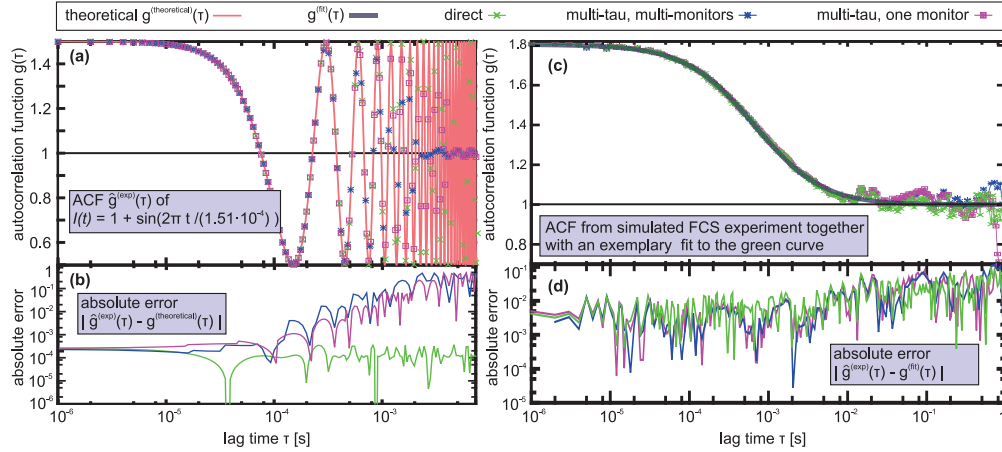 theoretical g(theoretical)(τ) g(fit)(τ) direct multi-tau, multi-monitors multi-tau, one monitor
autocorrelation function g(τ)
1.4
1.2
1
0.8
0.6
(a)
ACF ĝ(exp)(τ) of
I(t) = 1 + sin(2π t /(1.51·10-4) )
absolute error
1
10-1
10-2
10-3
10-4
10-5
10-6
(b)
absolute error
| ĝ(exp)(τ) - g(theoretical)(τ) |
10-6 10-5 10-4 10-3
lag time τ [s]
autocorrelation function g(τ)
1.8
1.6
1.4
1.2
1
0.8
(c)
ACF from simulated FCS experiment together
with an exemplary fit to the green curve
absolute error
10-1
10-2
10-3
10-4
10-5
(d)
absolute error
| ĝ(exp)(τ) - g(fit)(τ) |
10-6 10-5 10-4 10-3 10-2 10-1 1
lag time τ [s]